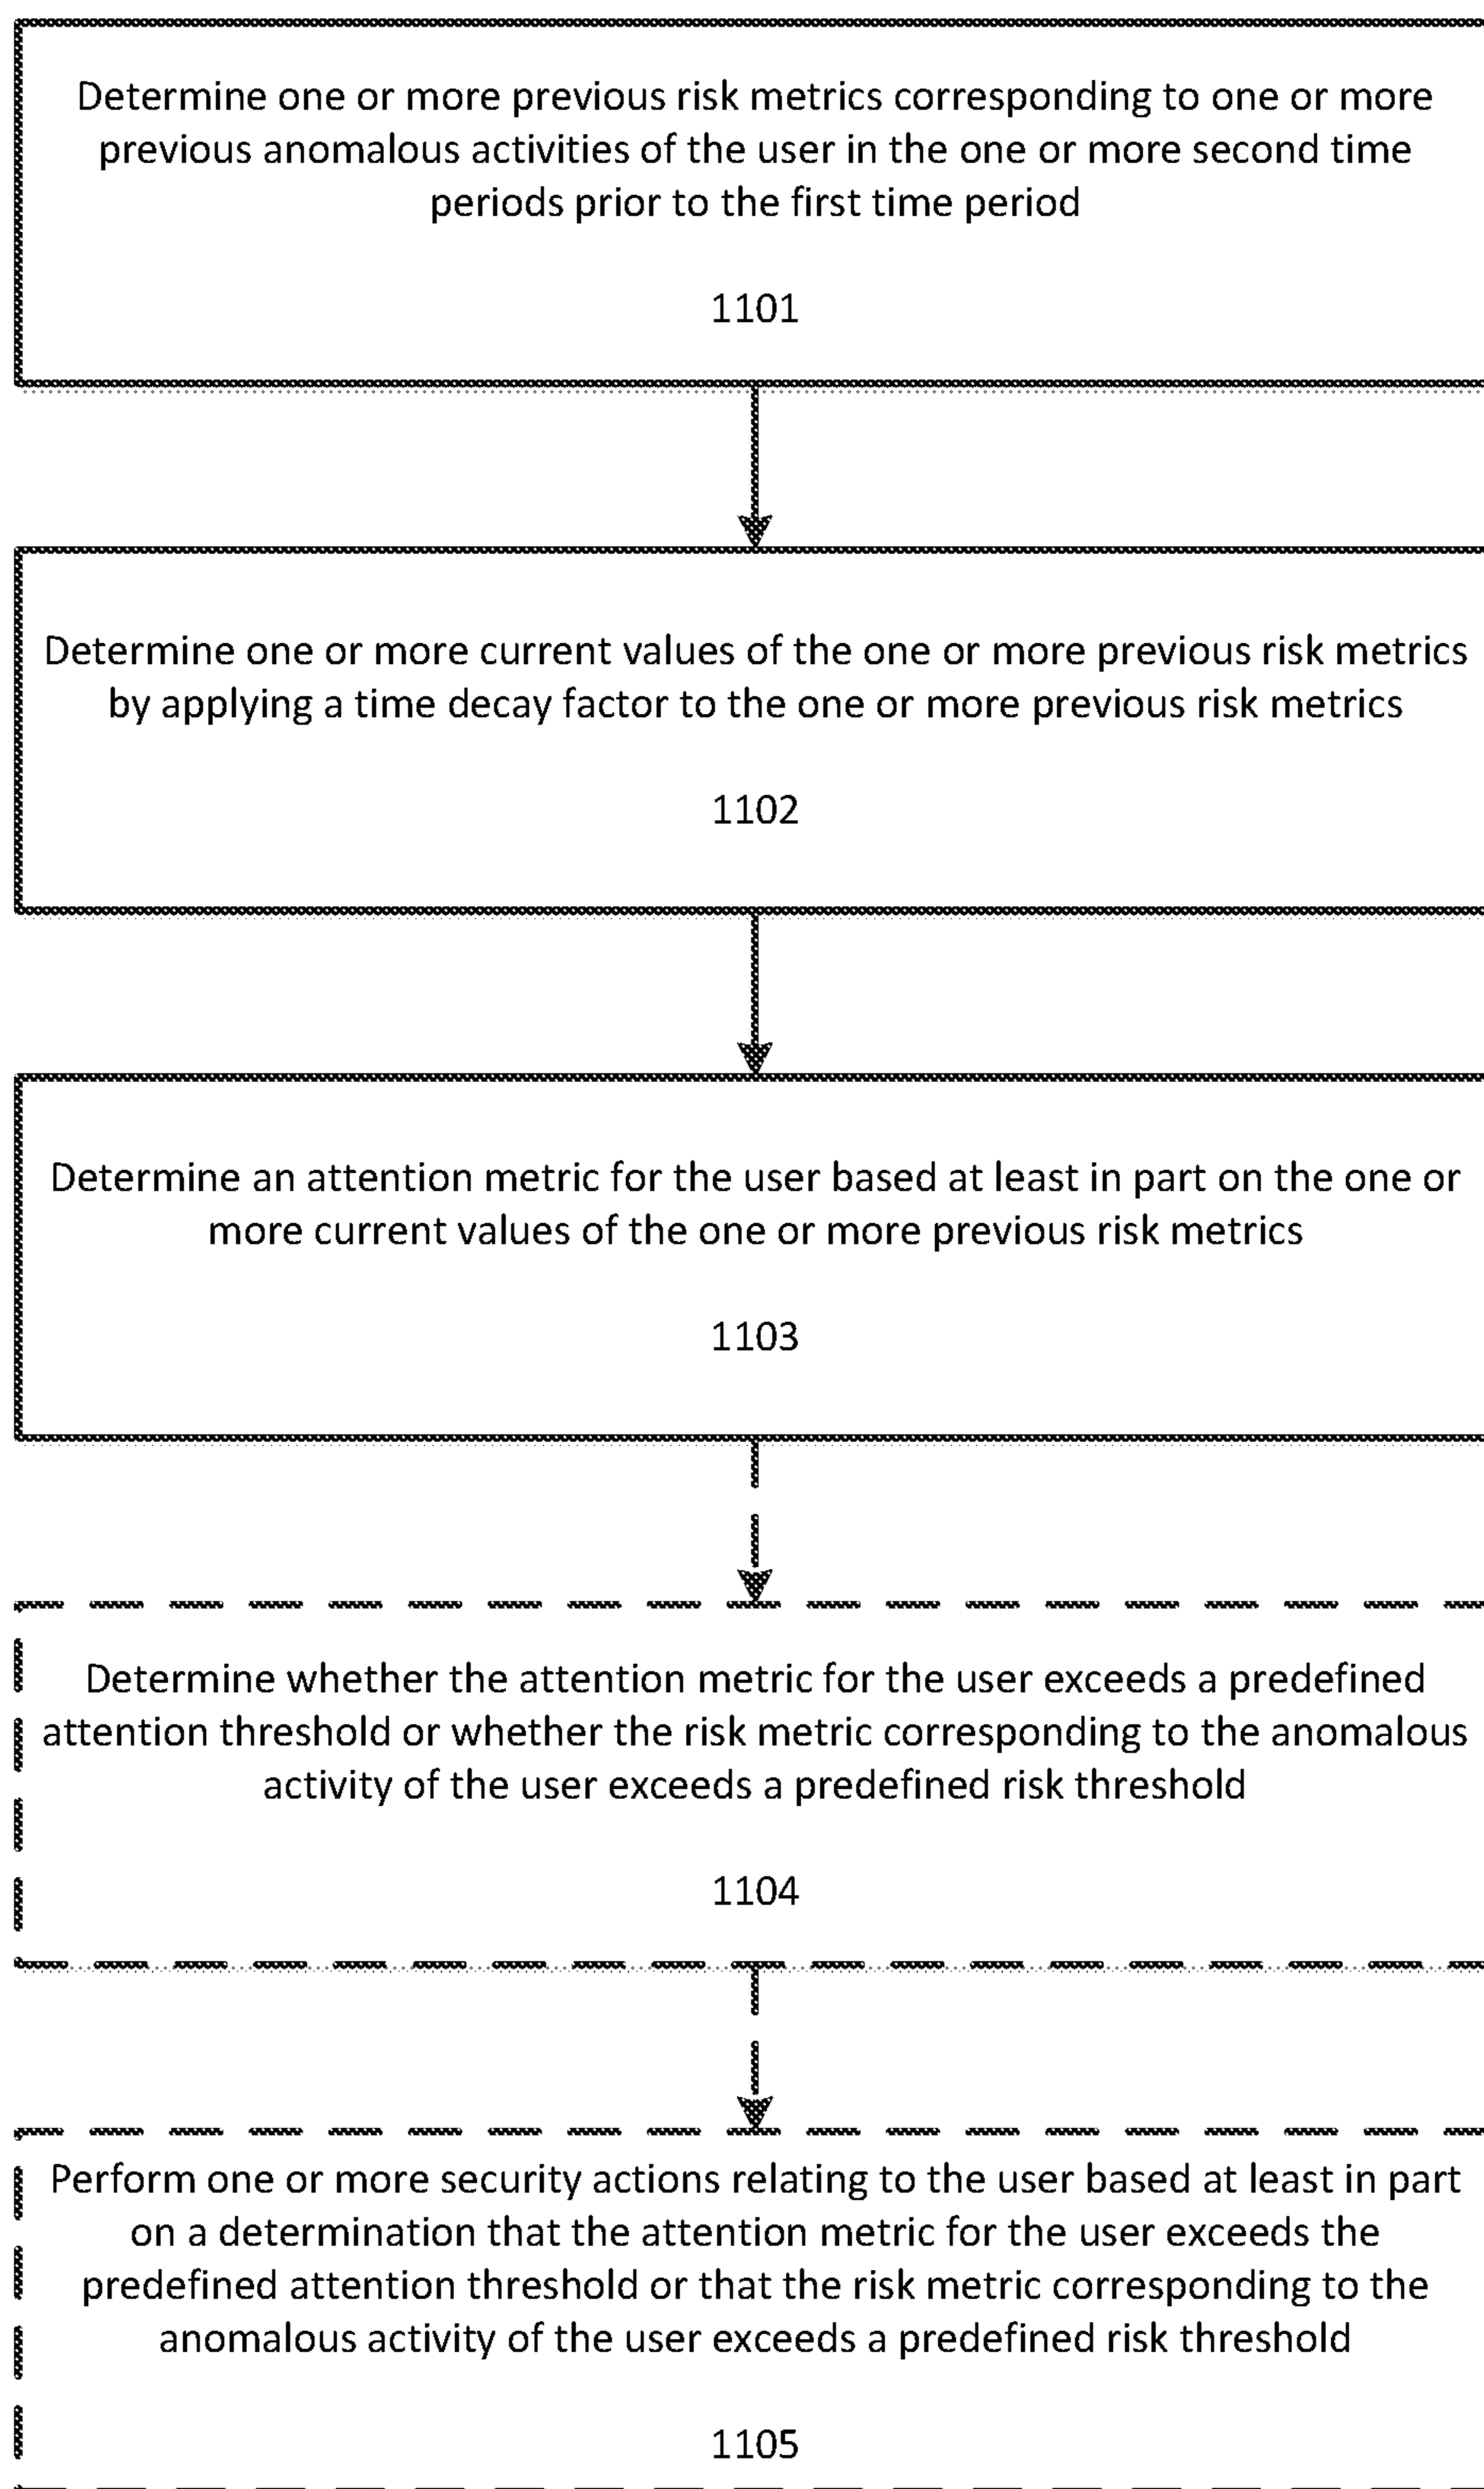 Determine one or more previous risk metrics corresponding to one or more
previous anomalous activities of the user in the one or more second time
periods prior to the first time period
1101
Determine one or more current values of the one or more previous risk metrics
by applying a time decay factor to the one or more previous risk metrics
1102
Determine an attention metric for the user based at least in part on the one or
more current values of the one or more previous risk metrics
1103
Determine whether the attention metric for the user exceeds a predefined
attention threshold or whether the risk metric corresponding to the anomalous
activity of the user exceeds a predefined risk threshold
1104
Perform one or more security actions relating to the user based at least in part
on a determination that the attention metric for the user exceeds the
predefined attention threshold or that the risk metric corresponding to the
anomalous activity of the user exceeds a predefined risk threshold
1105